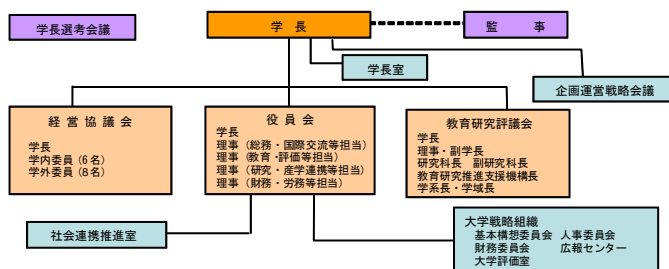 学長選考会議
学 長
監 事
学長室
企画運営戦略会議
経 営 協 議 会
学長
学内委員 (6名)
学外委員 (8名)
役 員 会
学長
理事 (総務・国際交流等担当)
理事 (教育・評価等担当)
理事 (研究・産学連携等担当)
理事 (財務・労務等担当)
教育研究評議会
学長
理事・副学長
研究科長 副研究科長
教育研究推進支援機構長
学系長・学域長
社会連携推進室
大学戦略組織
基本構想委員会 人事委員会
財務委員会 広報センター
大学評価室